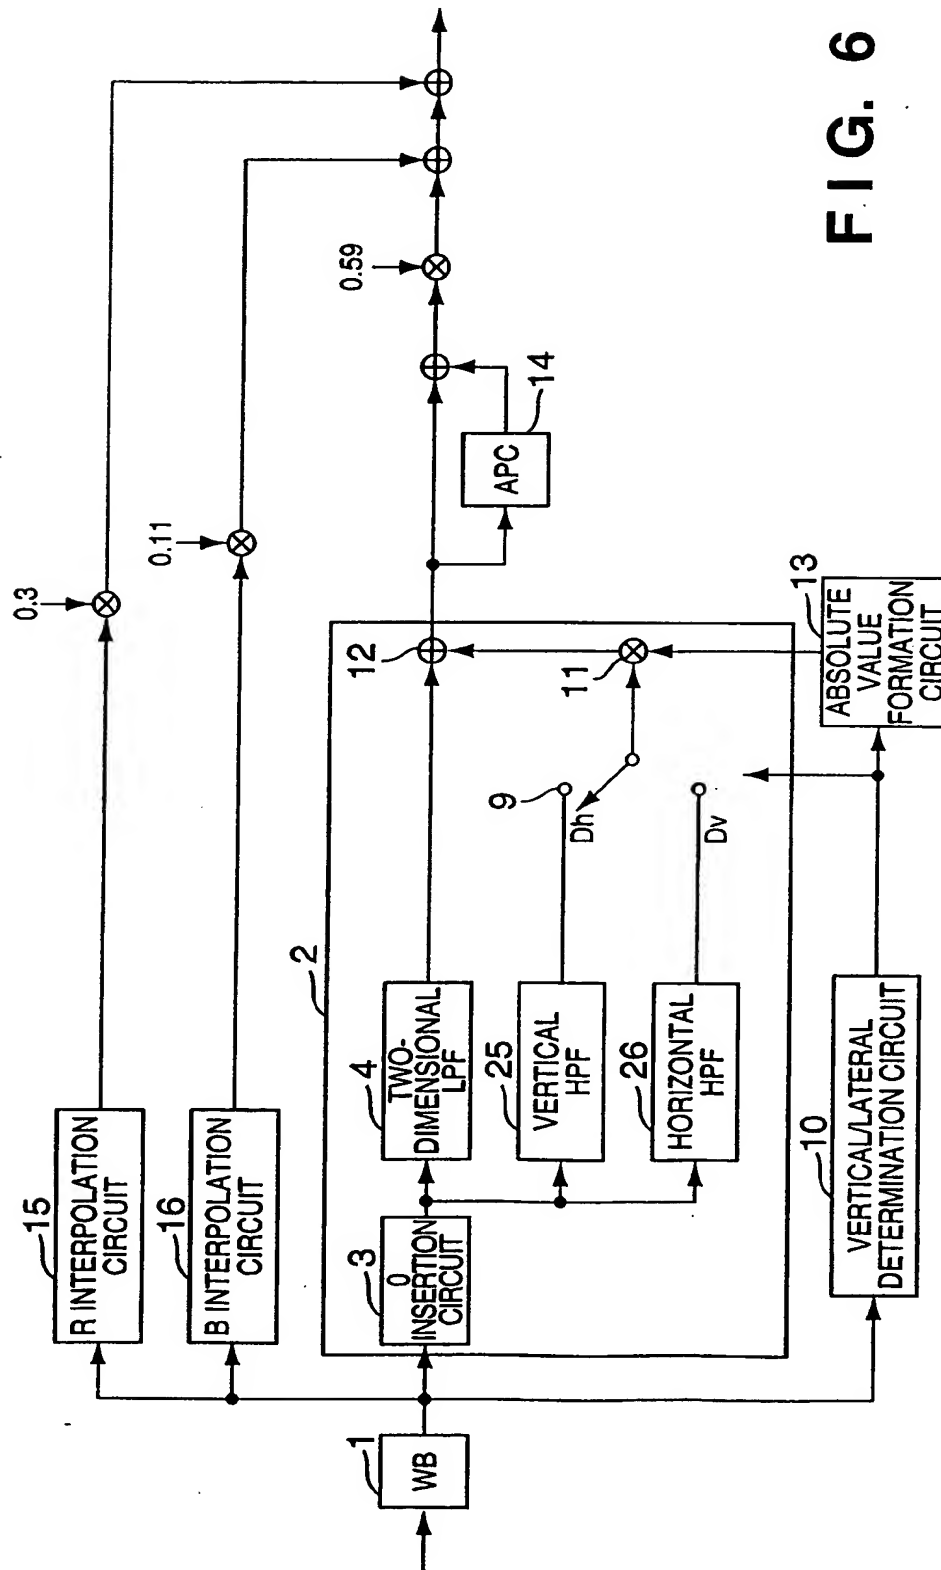 FIG. 6
0.3
0.11
0.59
15
R INTERPOLATION
CIRCUIT
16
B INTERPOLATION
CIRCUIT
2
1
WB
3
0
INSERTION
CIRCUIT
4
TWO-
DIMENSIONAL
LPF
25
VERTICAL
HPF
26
HORIZONTAL
HPF
9
Dh
Dv
11
12
14
APC
10
VERTICAL/LATERAL
DETERMINATION CIRCUIT
13
ABSOLUTE
VALUE
FORMATION
CIRCUIT